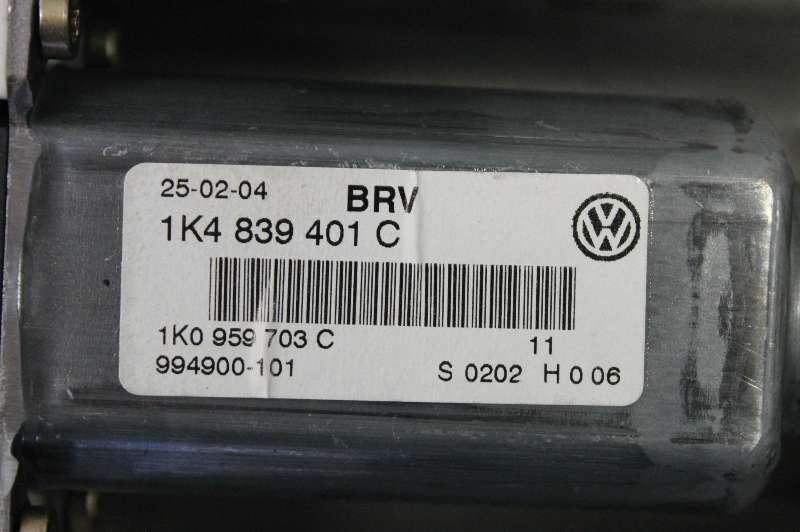 25-02-04 BRV
1K4 839 401 C
1K0 959 703 C 11
994900-101 S 0202 H 0 06